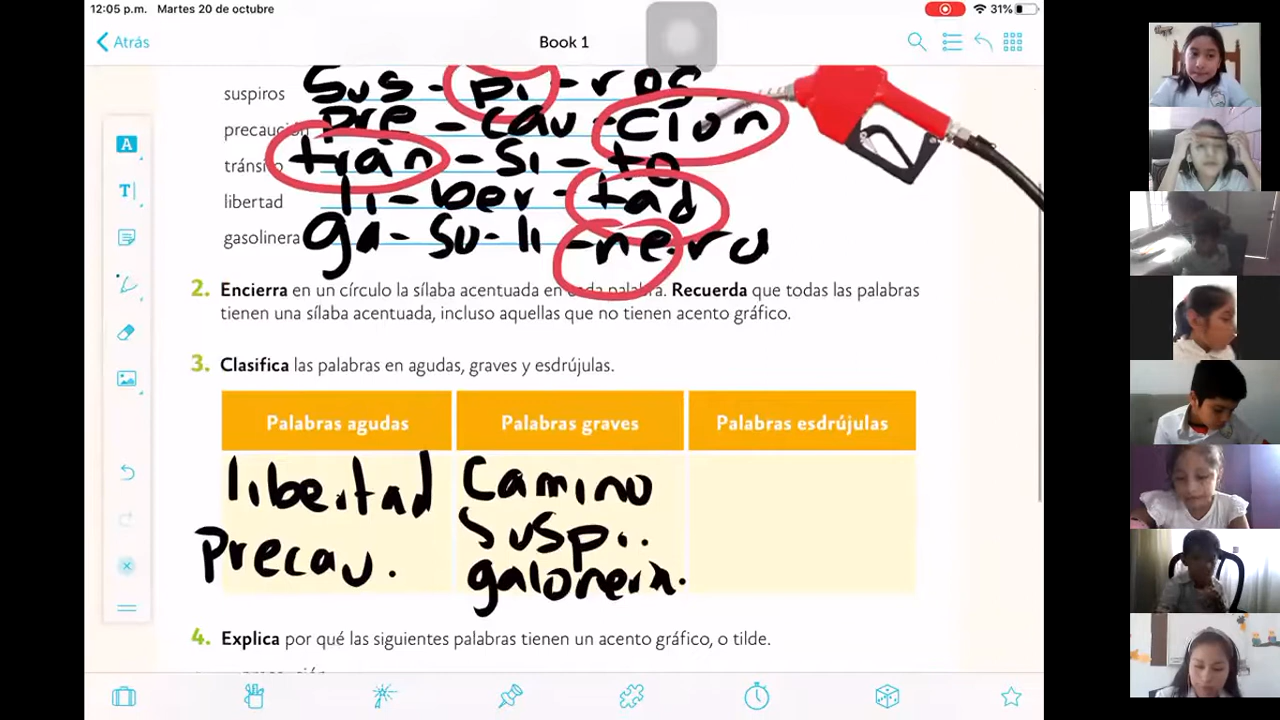 12:05 p.m. Martes 20 de octubre
31%
Atrás
Book 1
suspiros sus - pi - ros
precaución pre - cau - ción
tránsito trán - si - to
libertad li - ber - tad
gasolinera ga - so - li - nera
2. Encierra en un círculo la sílaba acentuada en cada palabra. Recuerda que todas las palabras
tienen una sílaba acentuada, incluso aquellas que no tienen acento gráfico.
3. Clasifica las palabras en agudas, graves y esdrújulas.
Palabras agudas Palabras graves Palabras esdrújulas
libertad Camino
Precau. Suspi..
galonera.
4. Explica por qué las siguientes palabras tienen un acento gráfico, o tilde.